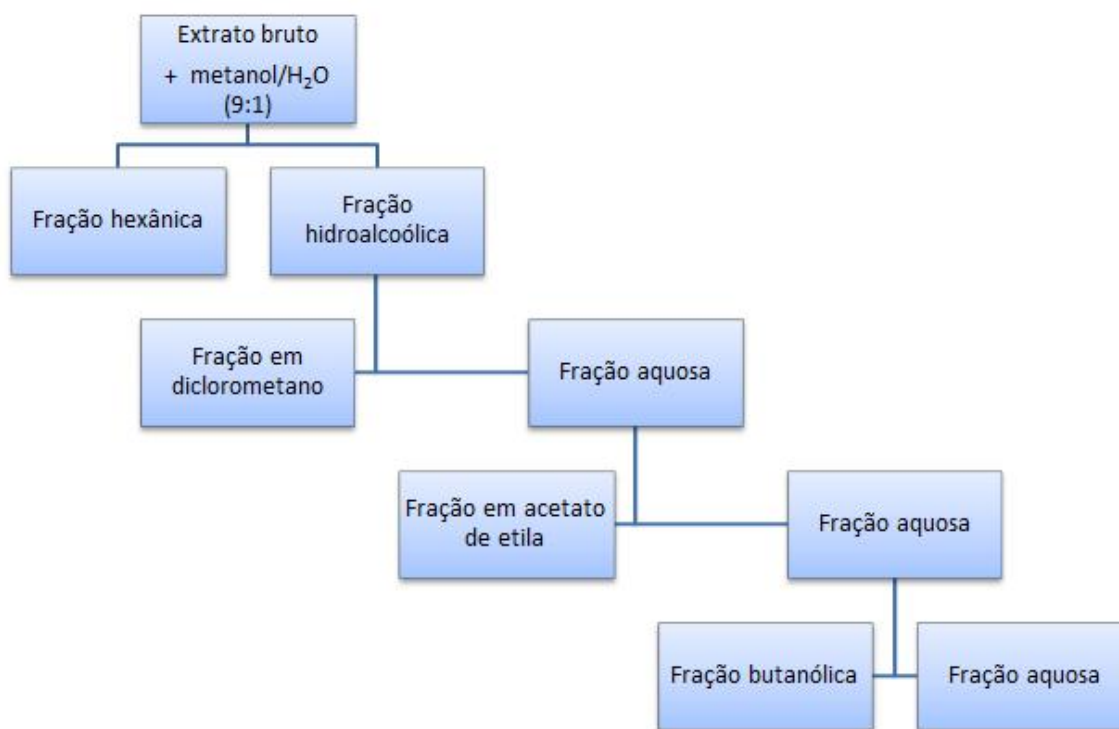 Extrato bruto
+ metanol/H₂O
(9:1)
Fração hexânica
Fração
hidroalcoólica
Fração em
diclorometano
Fração aquosa
Fração em acetato
de etila
Fração aquosa
Fração butanólica
Fração aquosa